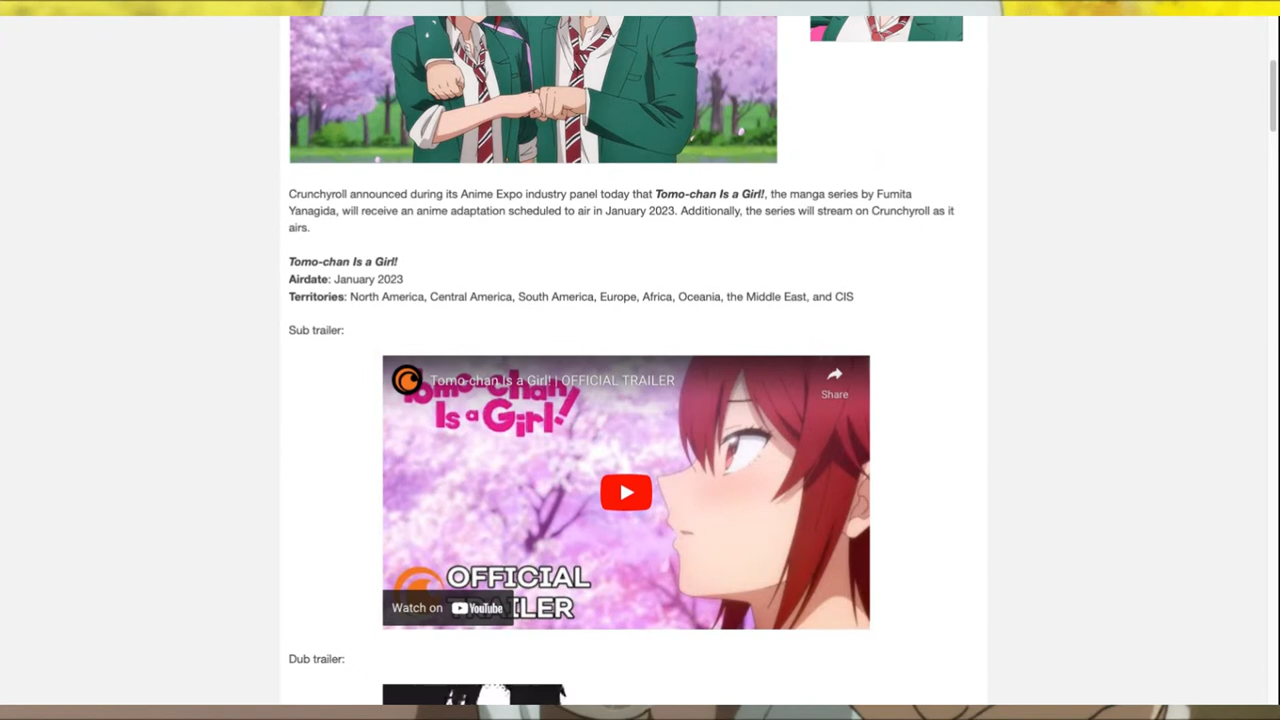 Crunchyroll announced during its Anime Expo industry panel today that Tomo-chan Is a Girl!, the manga series by Fumita
Yanagida, will receive an anime adaptation scheduled to air in January 2023. Additionally, the series will stream on Crunchyroll as it
airs.
Tomo-chan Is a Girl!
Airdate: January 2023
Territories: North America, Central America, South America, Europe, Africa, Oceania, the Middle East, and CIS
Sub trailer:
Tomo-chan Is a Girl! | OFFICIAL TRAILER
Share
Tomo-chan
Is a Girl!
OFFICIAL
TRAILER
Watch on YouTube
Dub trailer: